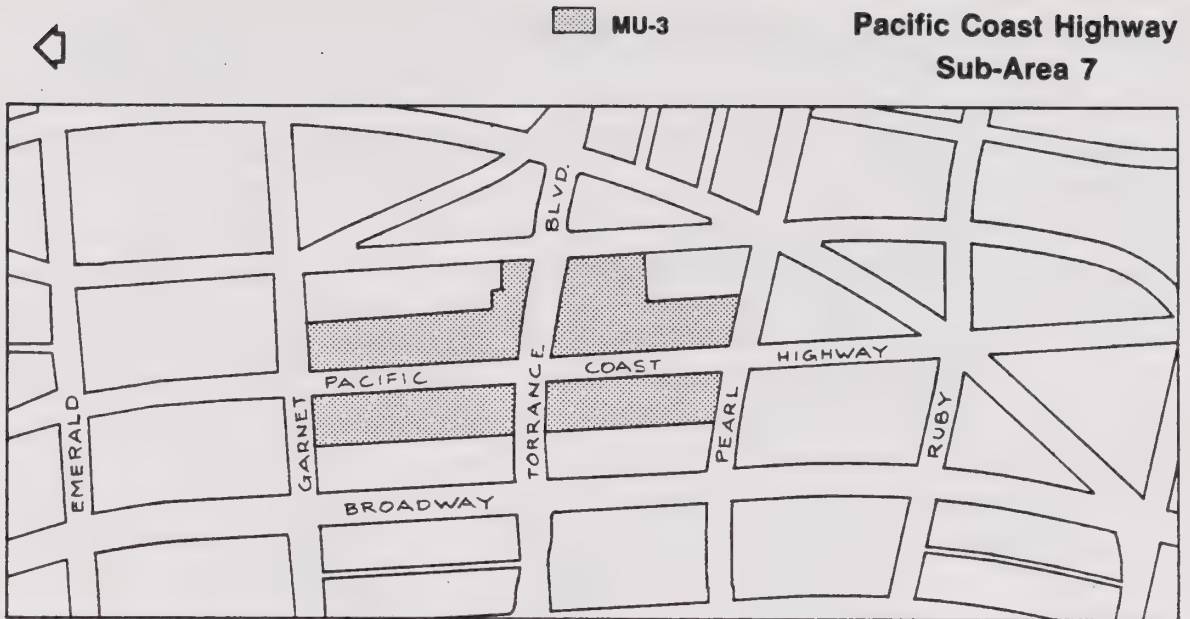 MU-3
Pacific Coast Highway
Sub-Area 7
BLVD.
TORRANCE
PACIFIC
COAST
HIGHWAY
EMERALD
GARNET
PEARL
RUBY
BROADWAY